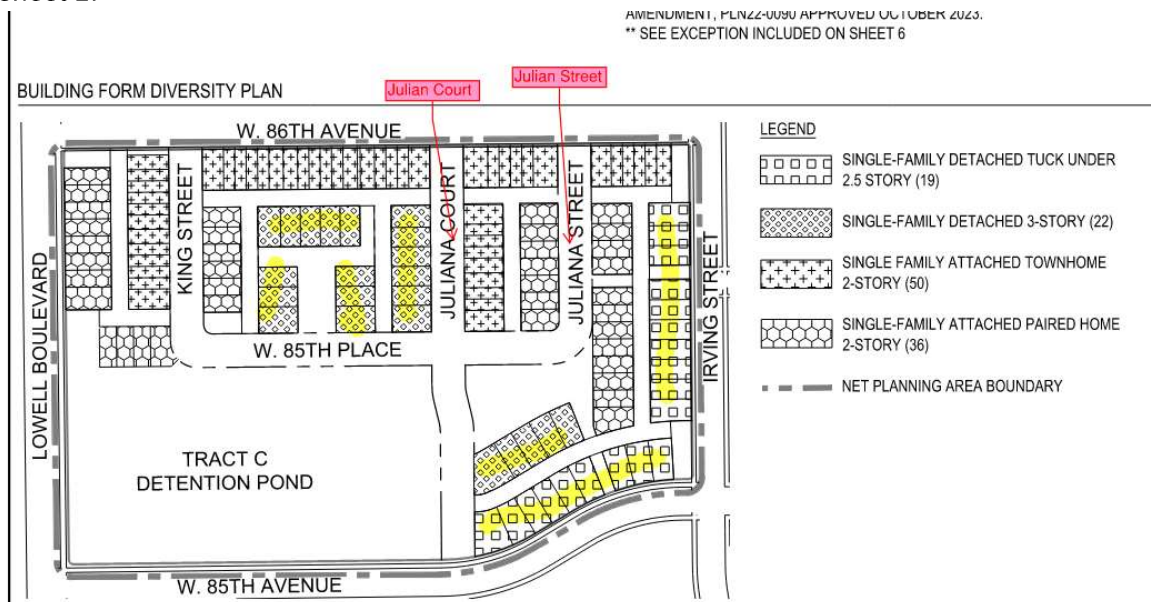 AMENDMENT, PLN22-0090 APPROVED OCTOBER 2023.
** SEE EXCEPTION INCLUDED ON SHEET 6
BUILDING FORM DIVERSITY PLAN
Julian Court
Julian Street
W. 86TH AVENUE
LOWELL BOULEVARD
KING STREET
JULIANA COURT
JULIANA STREET
IRVING STREET
W. 85TH PLACE
TRACT C
DETENTION POND
W. 85TH AVENUE
LEGEND
SINGLE-FAMILY DETACHED TUCK UNDER
2.5 STORY (19)
SINGLE-FAMILY DETACHED 3-STORY (22)
SINGLE FAMILY ATTACHED TOWNHOME
2-STORY (50)
SINGLE-FAMILY ATTACHED PAIRED HOME
2-STORY (36)
NET PLANNING AREA BOUNDARY